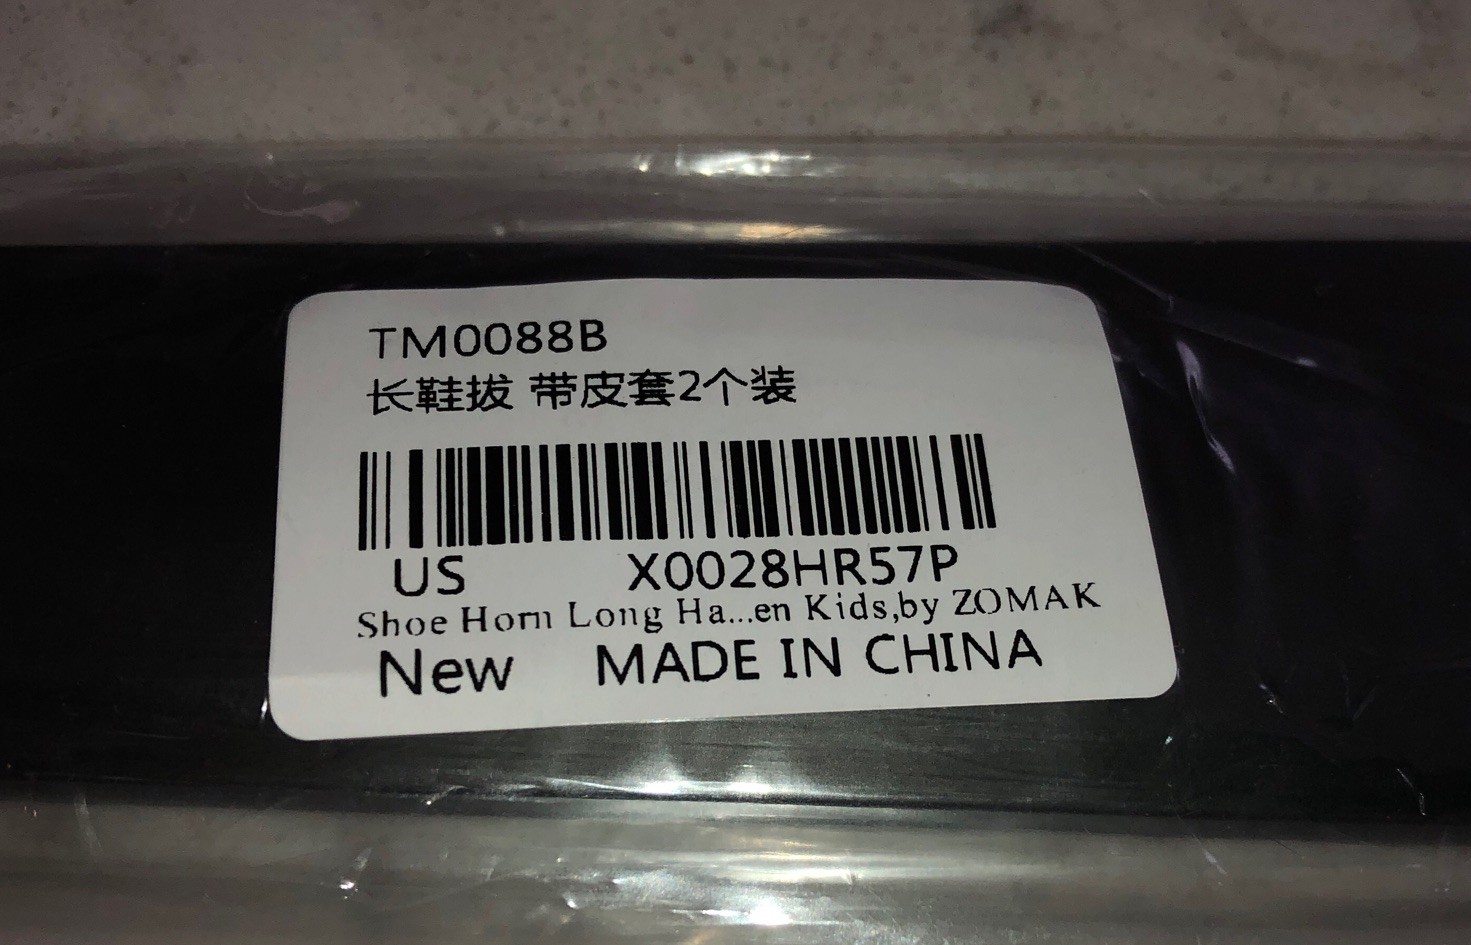 TM0088B
长鞋拔 带皮套2个装
US X0028HR57P
Shoe Horn Long Ha...en Kids,by ZOMAK
New MADE IN CHINA